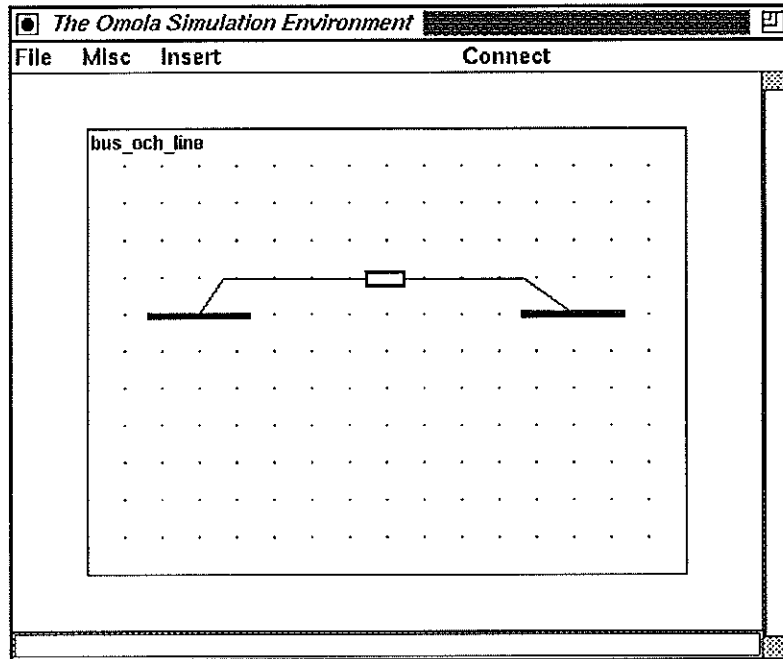 The Omola Simulation Environment
File Misc Insert Connect
bus_och_line